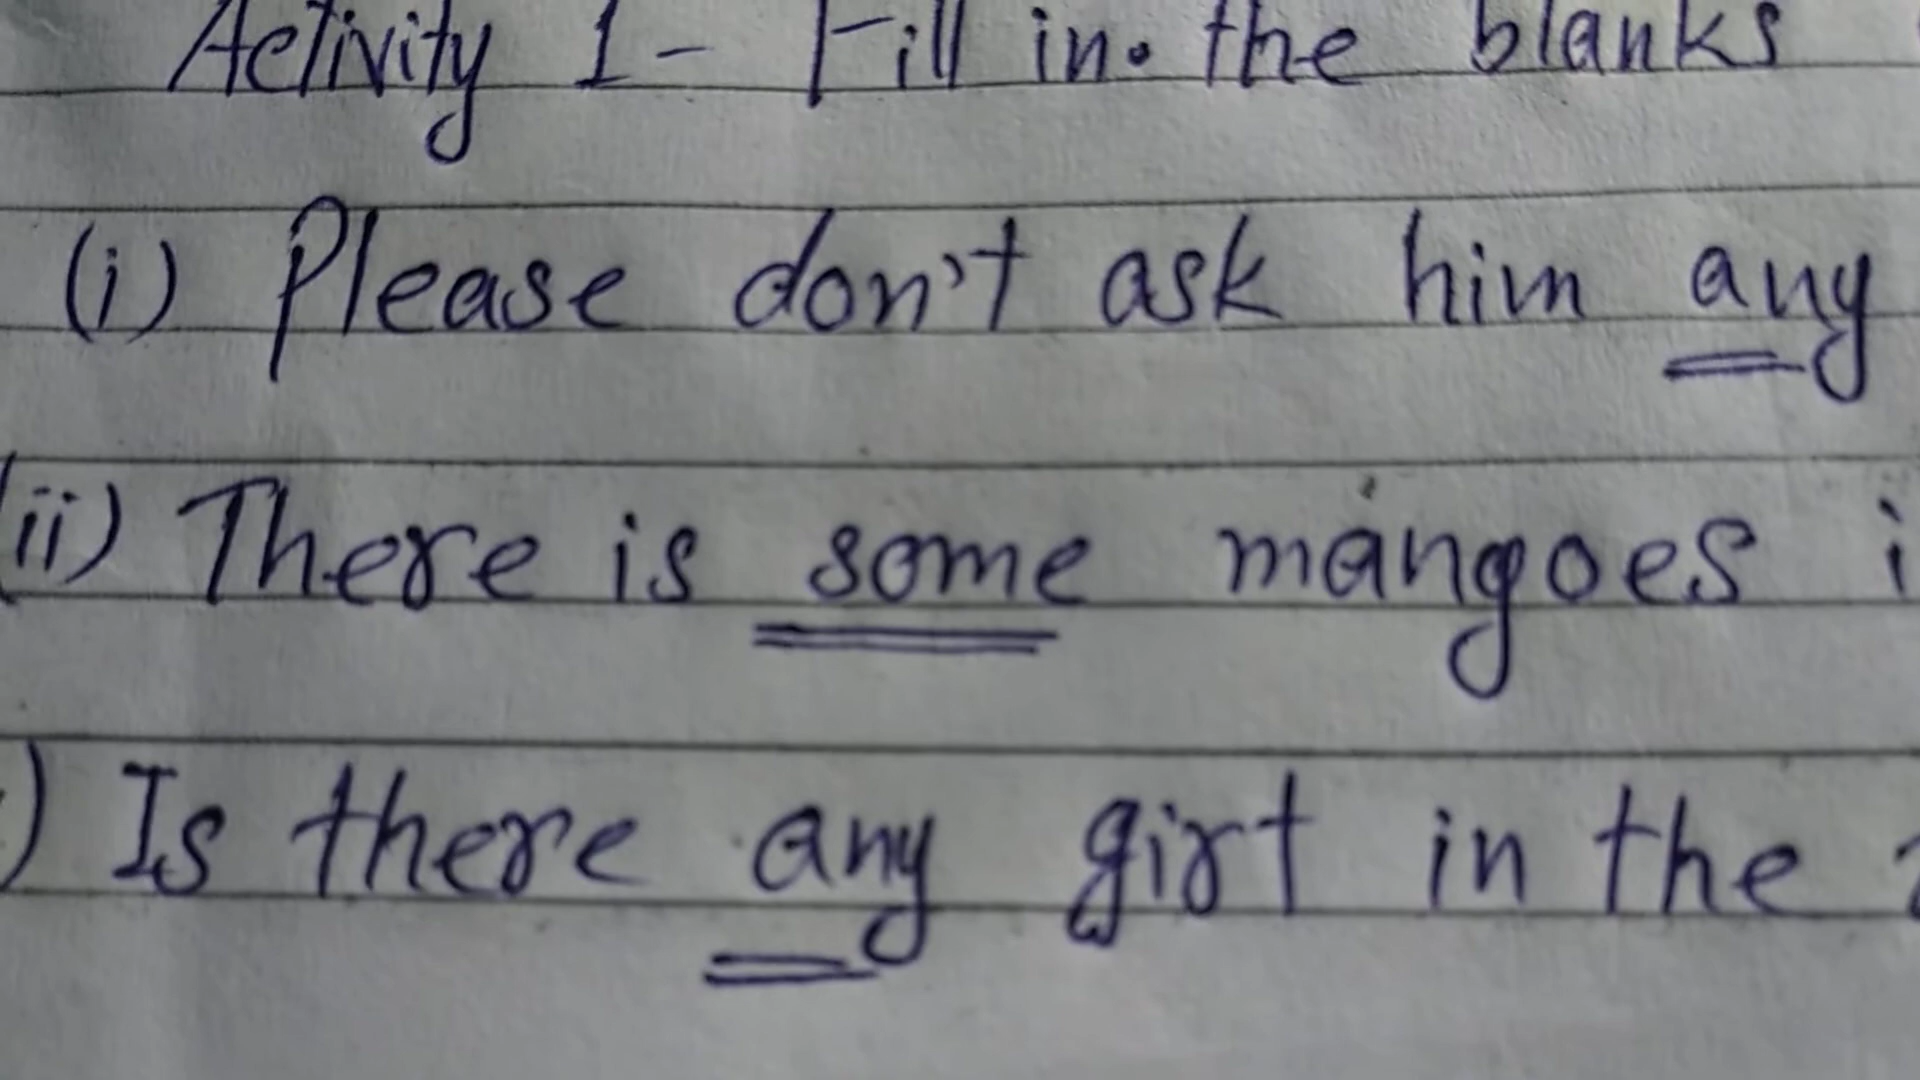 Activity 1- Fill in. the blanks
(i) Please don't ask him any
(ii) There is some mangoes i
) Is there any girt in the